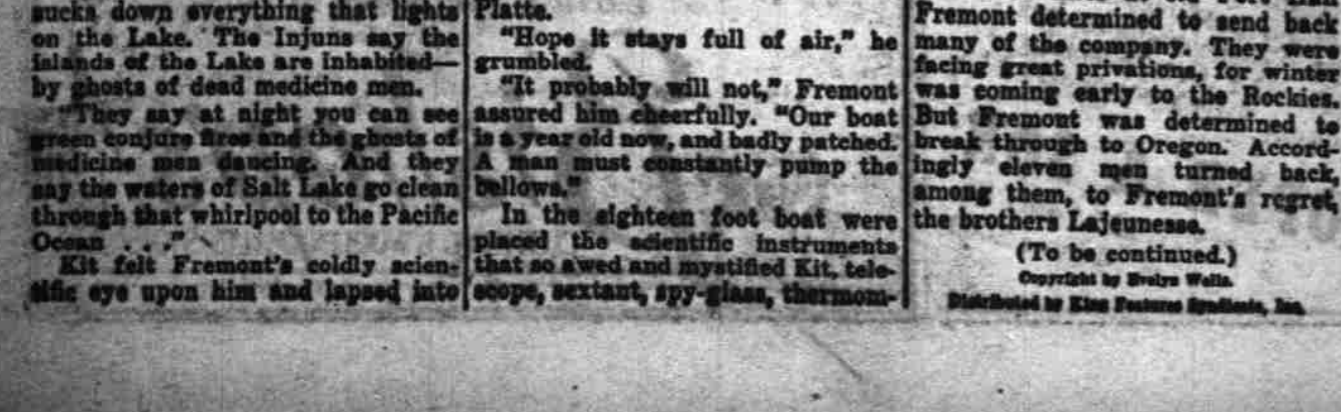 sucks down everything that lights
on the Lake. The Injuns say the
islands of the Lake are inhabited—
by ghosts of dead medicine men.
"They say at night you can see
green conjure fires and the ghosts of
medicine men dancing. And they
say the waters of Salt Lake go clean
through that whirlpool to the Pacific
Ocean . . ."
Kit felt Fremont's coldly scien-
tific eye upon him and lapsed into
Platte.
"Hope it stays full of air," he
grumbled.
"It probably will not," Fremont
assured him cheerfully. "Our boat
is a year old now, and badly patched.
A man must constantly pump the
bellows."
In the eighteen foot boat were
placed the scientific instruments
that so awed and mystified Kit, tele-
scope, sextant, spy-glass, thermom-
Fremont determined to send back
many of the company. They were
facing great privations, for winter
was coming early to the Rockies.
But Fremont was determined to
break through to Oregon. Accord-
ingly eleven men turned back,
among them, to Fremont's regret,
the brothers Lajeunesse.
(To be continued.)
Copyright by Evelyn Wells.
Distributed by King Features Syndicate, Inc.